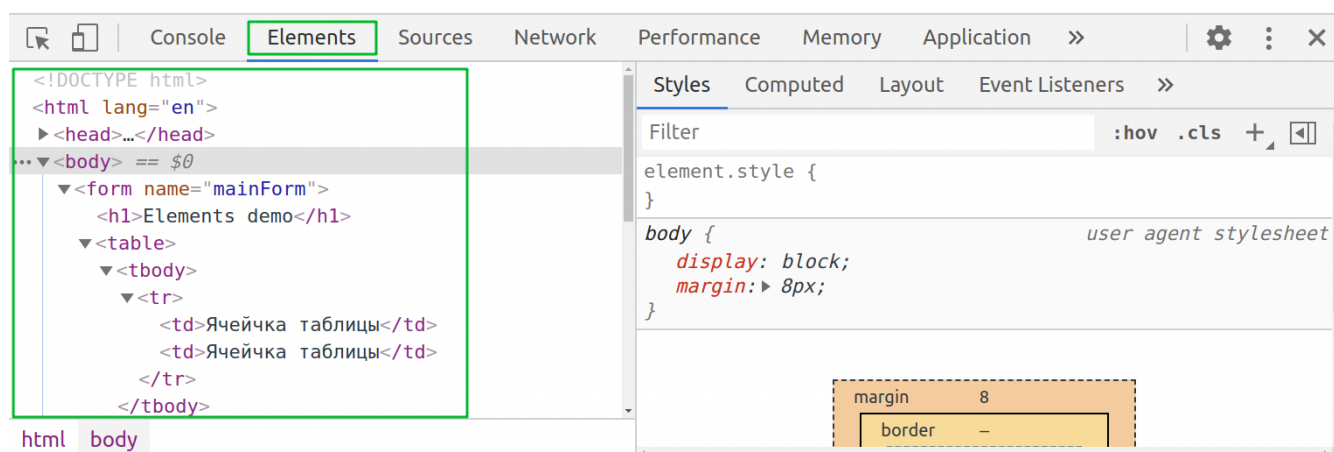 Console Elements Sources Network Performance Memory Application »
<!DOCTYPE html>
<html lang="en">
▶<head>…</head>
••• ▼<body> == $0
▼<form name="mainForm">
<h1>Elements demo</h1>
▼<table>
▼<tbody>
▼<tr>
<td>Ячейчка таблицы</td>
<td>Ячейчка таблицы</td>
</tr>
</tbody>
html body
Styles Computed Layout Event Listeners »
Filter :hov .cls +
element.style {
}
body { user agent stylesheet
display: block;
margin:▶ 8px;
}
margin 8
border –